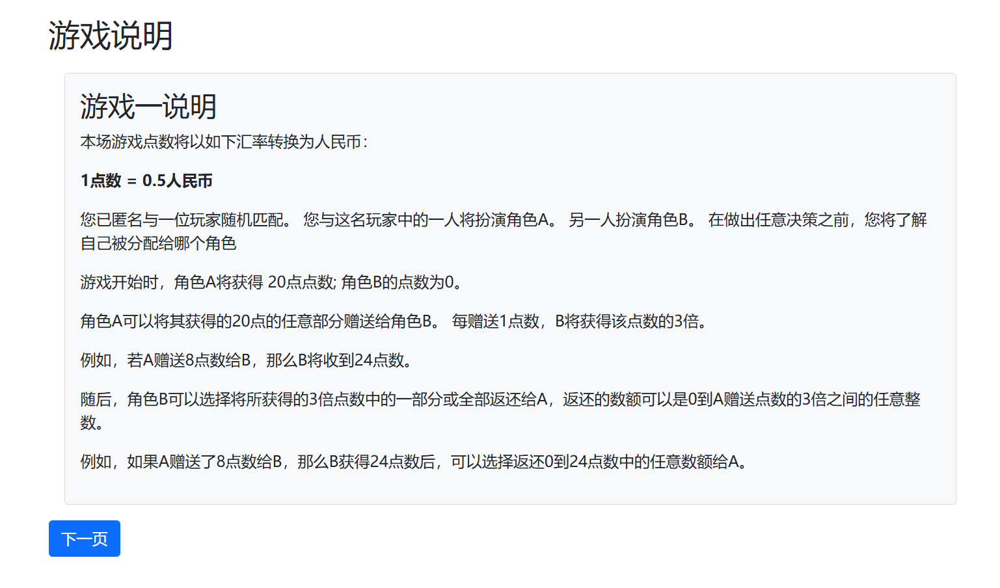 游戏说明
游戏一说明
本场游戏点数将以如下汇率转换为人民币：
1点数 = 0.5人民币
您已匿名与一位玩家随机匹配。 您与这名玩家中的一人将扮演角色A。 另一人扮演角色B。 在做出任意决策之前，您将了解
自己被分配给哪个角色
游戏开始时，角色A将获得 20点点数; 角色B的点数为0。
角色A可以将其获得的20点的任意部分赠送给角色B。 每赠送1点数，B将获得该点数的3倍。
例如，若A赠送8点数给B，那么B将收到24点数。
随后，角色B可以选择将所获得的3倍点数中的一部分或全部返还给A，返还的数额可以是0到A赠送点数的3倍之间的任意整
数。
例如，如果A赠送了8点数给B，那么B获得24点数后，可以选择返还0到24点数中的任意数额给A。
下一页